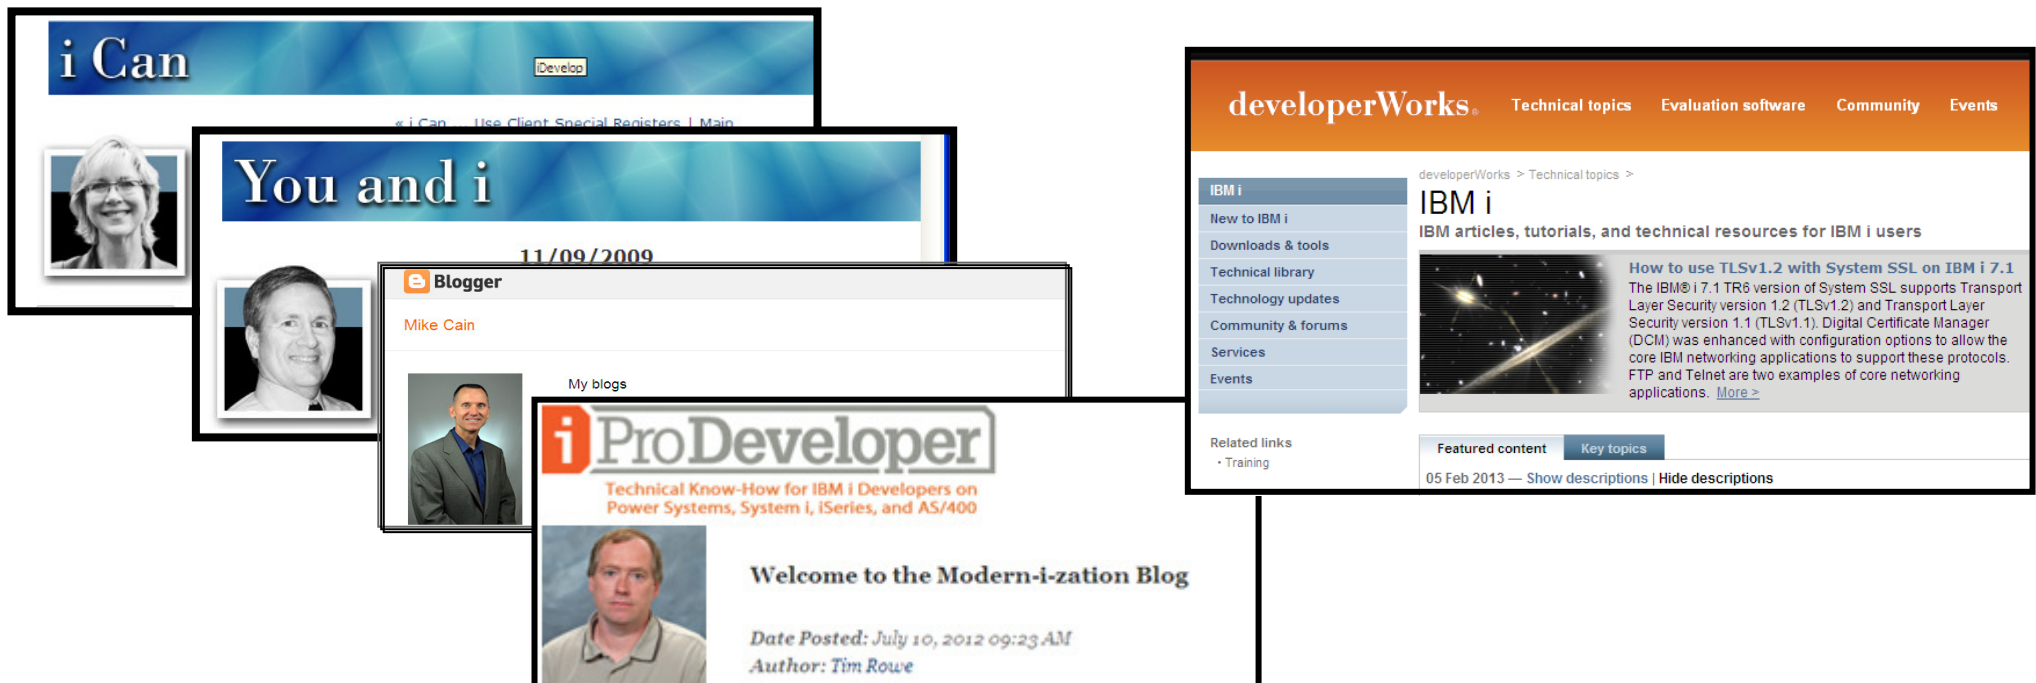 i Can
iDevelop
« i Can ... Use Client Special Registers | Main
You and i
11/09/2009
Blogger
Mike Cain
My blogs
i ProDeveloper
Technical Know-How for IBM i Developers on
Power Systems, System i, iSeries, and AS/400
Welcome to the Modern-i-zation Blog
Date Posted: July 10, 2012 09:23 AM
Author: Tim Rowe
developerWorks® Technical topics Evaluation software Community Events
IBM i
New to IBM i
Downloads & tools
Technical library
Technology updates
Community & forums
Services
Events
Related links
• Training
developerWorks > Technical topics >
IBM i
IBM articles, tutorials, and technical resources for IBM i users
How to use TLSv1.2 with System SSL on IBM i 7.1
The IBM® i 7.1 TR6 version of System SSL supports Transport
Layer Security version 1.2 (TLSv1.2) and Transport Layer
Security version 1.1 (TLSv1.1). Digital Certificate Manager
(DCM) was enhanced with configuration options to allow the
core IBM networking applications to support these protocols.
FTP and Telnet are two examples of core networking
applications. More >
Featured content Key topics
05 Feb 2013 — Show descriptions | Hide descriptions